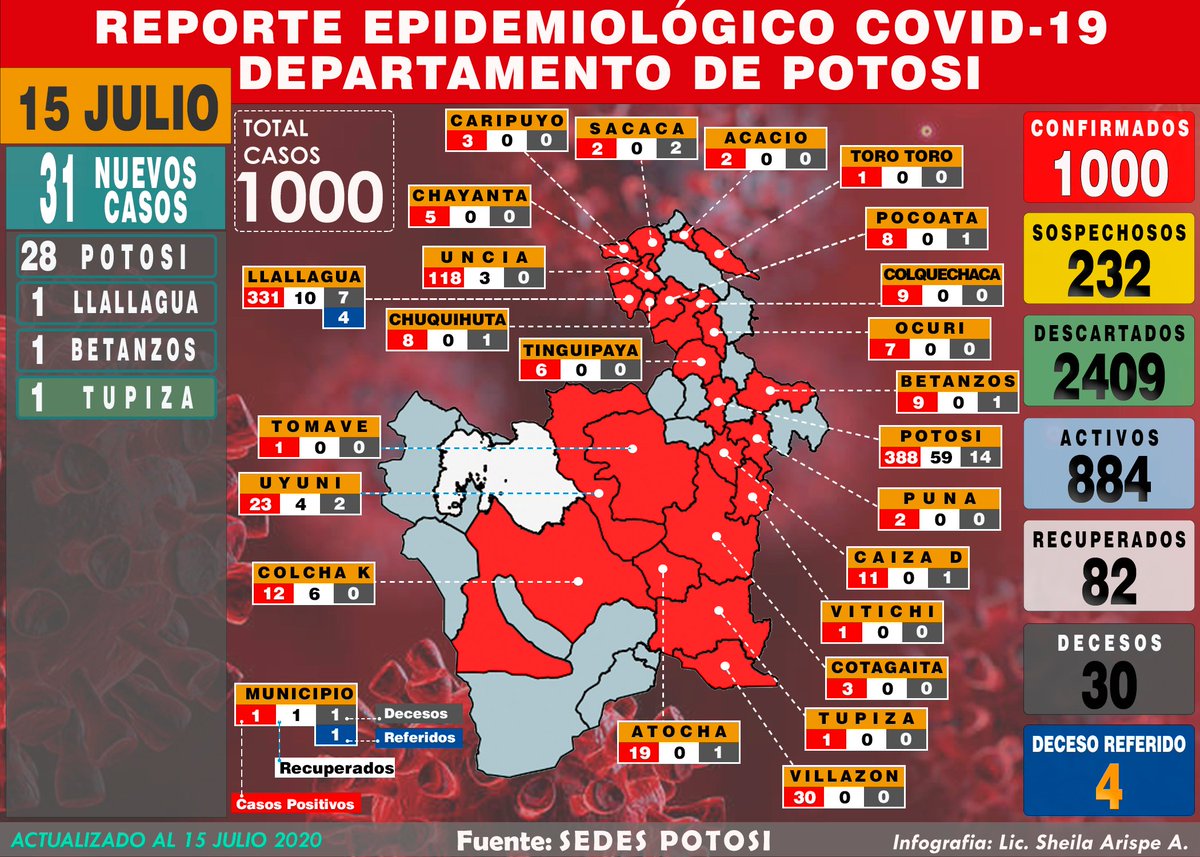 REPORTE EPIDEMIOLÓGICO COVID-19
DEPARTAMENTO DE POTOSI
15 JULIO
31 NUEVOS CASOS
28 POTOSI
1 LLALLAGUA
1 BETANZOS
1 TUPIZA
TOTAL
CASOS
1000
CARIPUYO
3 0 0
SACACA
2 0 2
ACACIO
2 0 0
TORO TORO
1 0 0
CHAYANTA
5 0 0
POCOATA
8 0 1
UNCIA
118 3 0
LLALLAGUA
331 10 7
4
COLQUECHACA
9 0 0
CHUQUIHUTA
8 0 1
OCURI
7 0 0
TINGUIPAYA
6 0 0
BETANZOS
9 0 1
TOMAVE
1 0 0
POTOSI
388 59 14
UYUNI
23 4 2
PUNA
2 0 0
CAIZA D
11 0 1
COLCHA K
12 6 0
VITICHI
1 0 0
COTAGAITA
3 0 0
TUPIZA
1 0 0
ATOCHA
19 0 1
VILLAZON
30 0 0
MUNICIPIO
1 1 1
1
Decesos
Referidos
Recuperados
Casos Positivos
CONFIRMADOS
1000
SOSPECHOSOS
232
DESCARTADOS
2409
ACTIVOS
884
RECUPERADOS
82
DECESOS
30
DECESO REFERIDO
4
ACTUALIZADO AL 15 JULIO 2020
Fuente: SEDES POTOSI
Infografia: Lic. Sheila Arispe A.